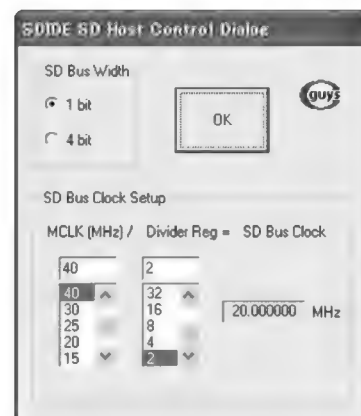 SDIDE SD Host Control Dialog
SD Bus Width
1 bit
4 bit
OK
guys
SD Bus Clock Setup
MCLK (MHz) / Divider Reg = SD Bus Clock
40 2
40 32
30 16
25 8
20 4
15 2
20.000000 MHz